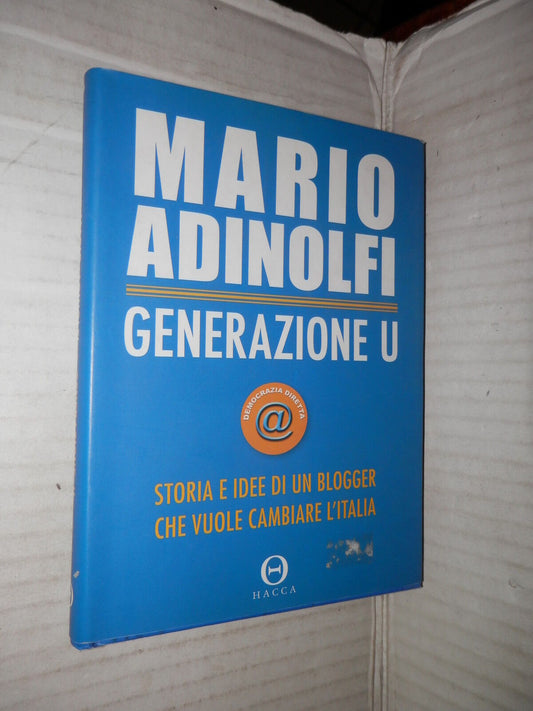 MARIO
ADINOLFI
GENERAZIONE U
DEMOCRAZIA DIRETTA
@
STORIA E IDEE DI UN BLOGGER
CHE VUOLE CAMBIARE L'ITALIA
HACCA